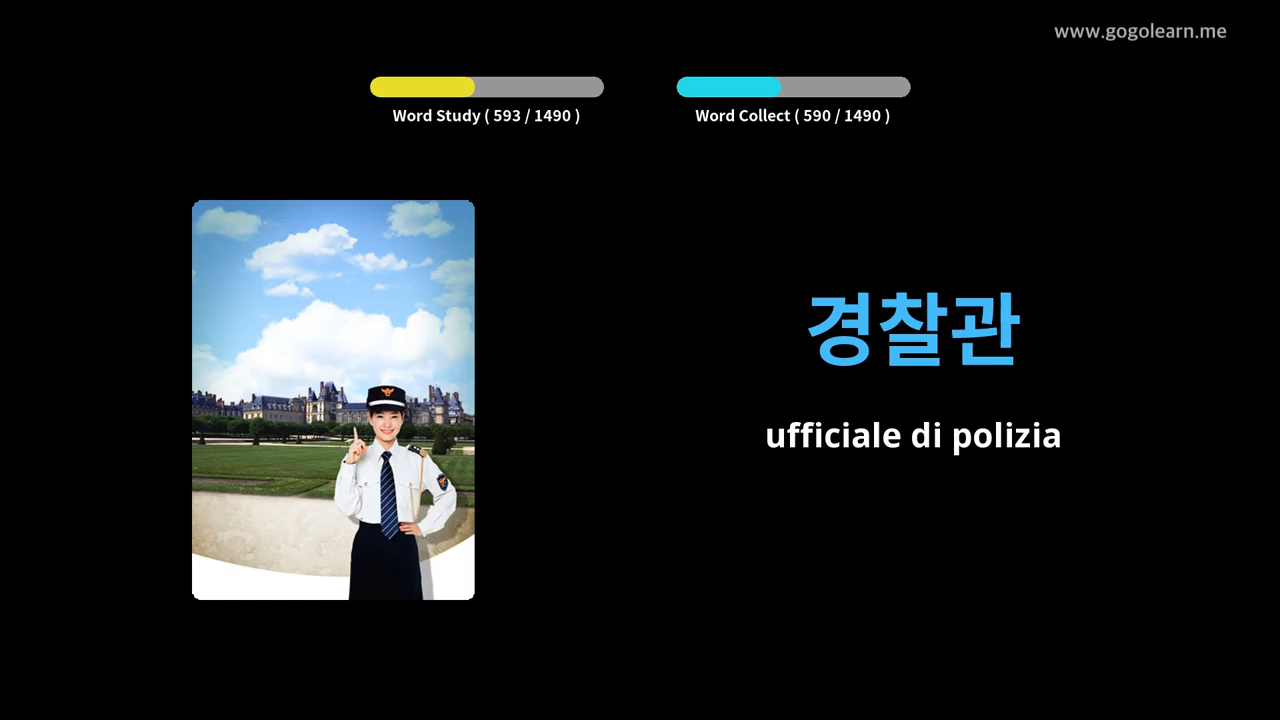 www.gogolearn.me
Word Study ( 593 / 1490 )
Word Collect ( 590 / 1490 )
경찰관
ufficiale di polizia